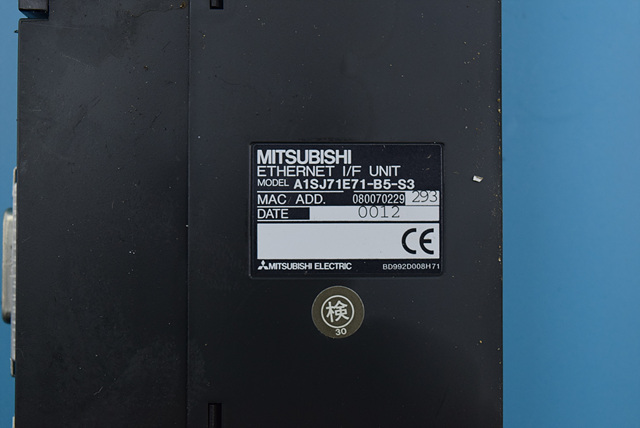 MITSUBISHI
ETHERNET I/F UNIT
MODEL A1SJ71E71-B5-S3
MAC ADD. 080070229 293
DATE 0012
CE
MITSUBISHI ELECTRIC BD992D008H71
検
30